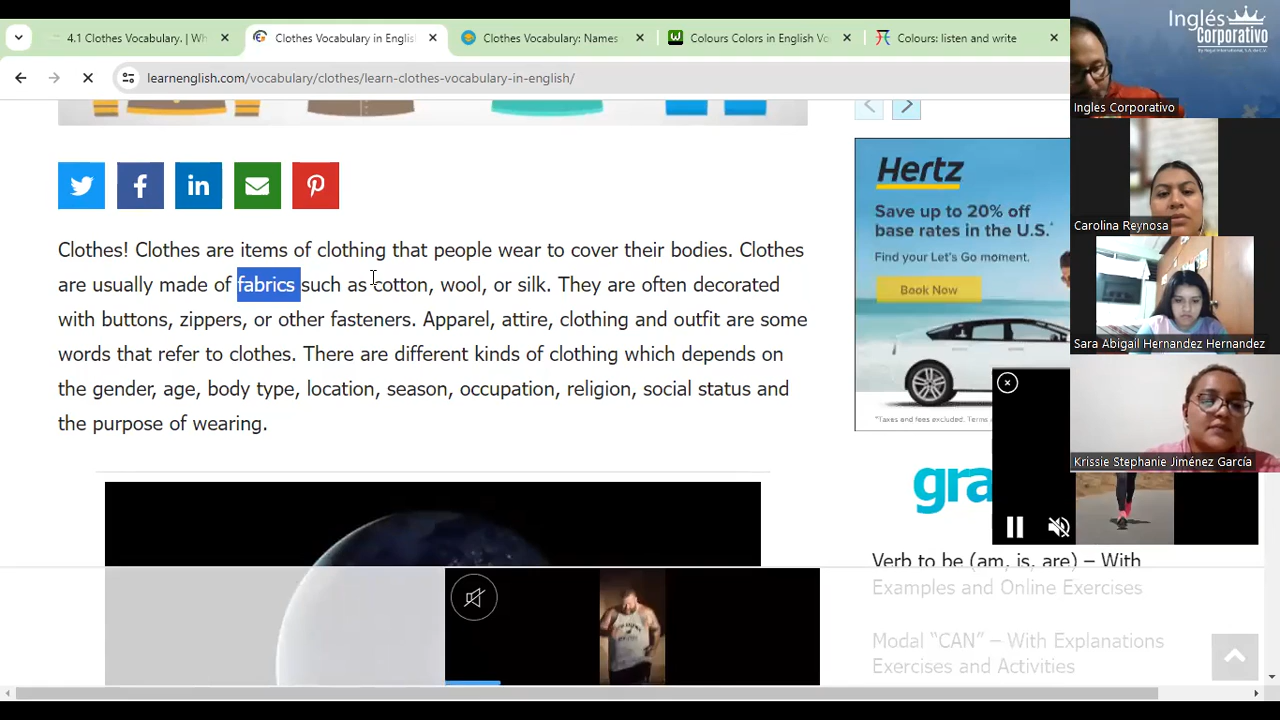 4.1 Clothes Vocabulary. | Wh
Clothes Vocabulary in Englis
Clothes Vocabulary: Names
Colours Colors in English Vo
Colours: listen and write
learnenglish.com/vocabulary/clothes/learn-clothes-vocabulary-in-english/
Clothes! Clothes are items of clothing that people wear to cover their bodies. Clothes
are usually made of fabrics such as cotton, wool, or silk. They are often decorated
with buttons, zippers, or other fasteners. Apparel, attire, clothing and outfit are some
words that refer to clothes. There are different kinds of clothing which depends on
the gender, age, body type, location, season, occupation, religion, social status and
the purpose of wearing.
Hertz
Save up to 20% off
base rates in the U.S.*
Find your Let's Go moment.
Book Now
*Taxes and fees excluded. Terms
gra
Verb to be (am, is, are) – With
Examples and Online Exercises
Modal “CAN” – With Explanations
Exercises and Activities
Inglés
Corporativo
Ingles Corporativo
Carolina Reynosa
Sara Abigail Hernandez Hernandez
Krissie Stephanie Jiménez García